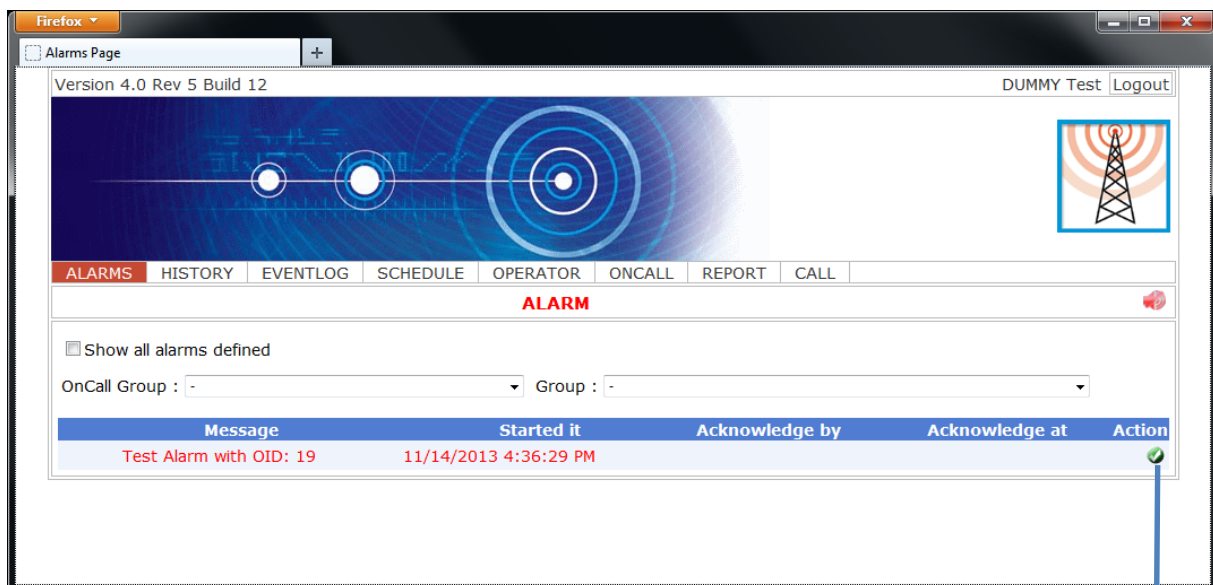 Firefox
Alarms Page
Version 4.0 Rev 5 Build 12 DUMMY Test Logout
ALARMS HISTORY EVENTLOG SCHEDULE OPERATOR ONCALL REPORT CALL
ALARM
Show all alarms defined
OnCall Group : - Group : -
Message Started it Acknowledge by Acknowledge at Action
Test Alarm with OID: 19 11/14/2013 4:36:29 PM